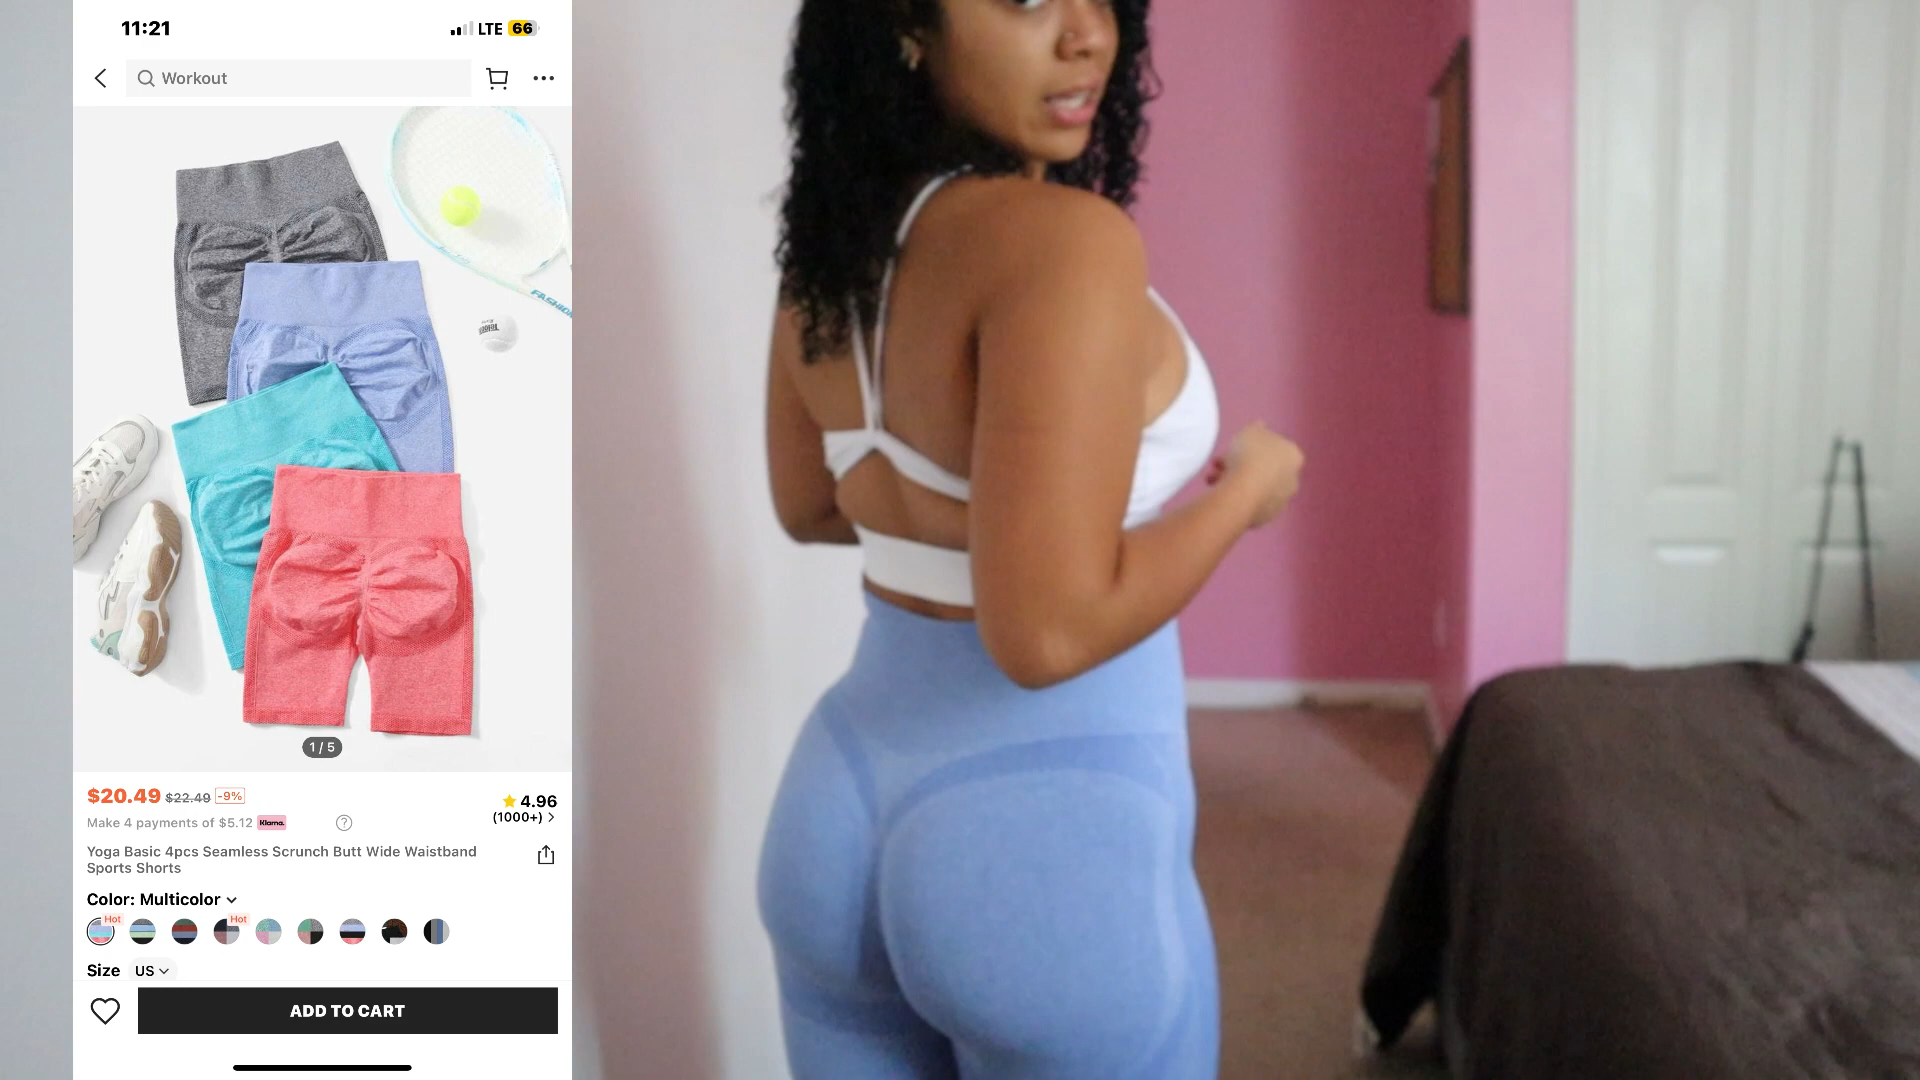 11:21
LTE 66
Workout
FASHION
1 / 5
$20.49 $22.49 -9%
4.96
Make 4 payments of $5.12 Klarna. ?
(1000+) >
Yoga Basic 4pcs Seamless Scrunch Butt Wide Waistband
Sports Shorts
Color: Multicolor
Hot
Hot
Size US
ADD TO CART